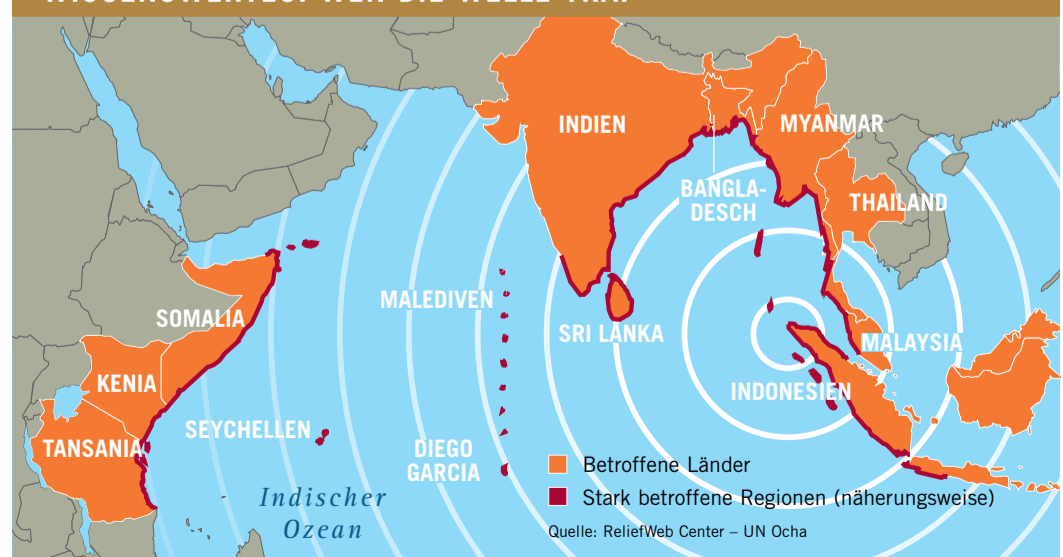 INDIEN
MYANMAR
BANGLA-
DESCH
THAILAND
MALEDIVEN
SOMALIA
SRI LANKA
MALAYSIA
KENIA
INDONESIEN
SEYCHELLEN
TANSANIA
DIEGO
GARCIA
Indischer
Ozean
Betroffene Länder
Stark betroffene Regionen (näherungsweise)
Quelle: ReliefWeb Center – UN Ocha